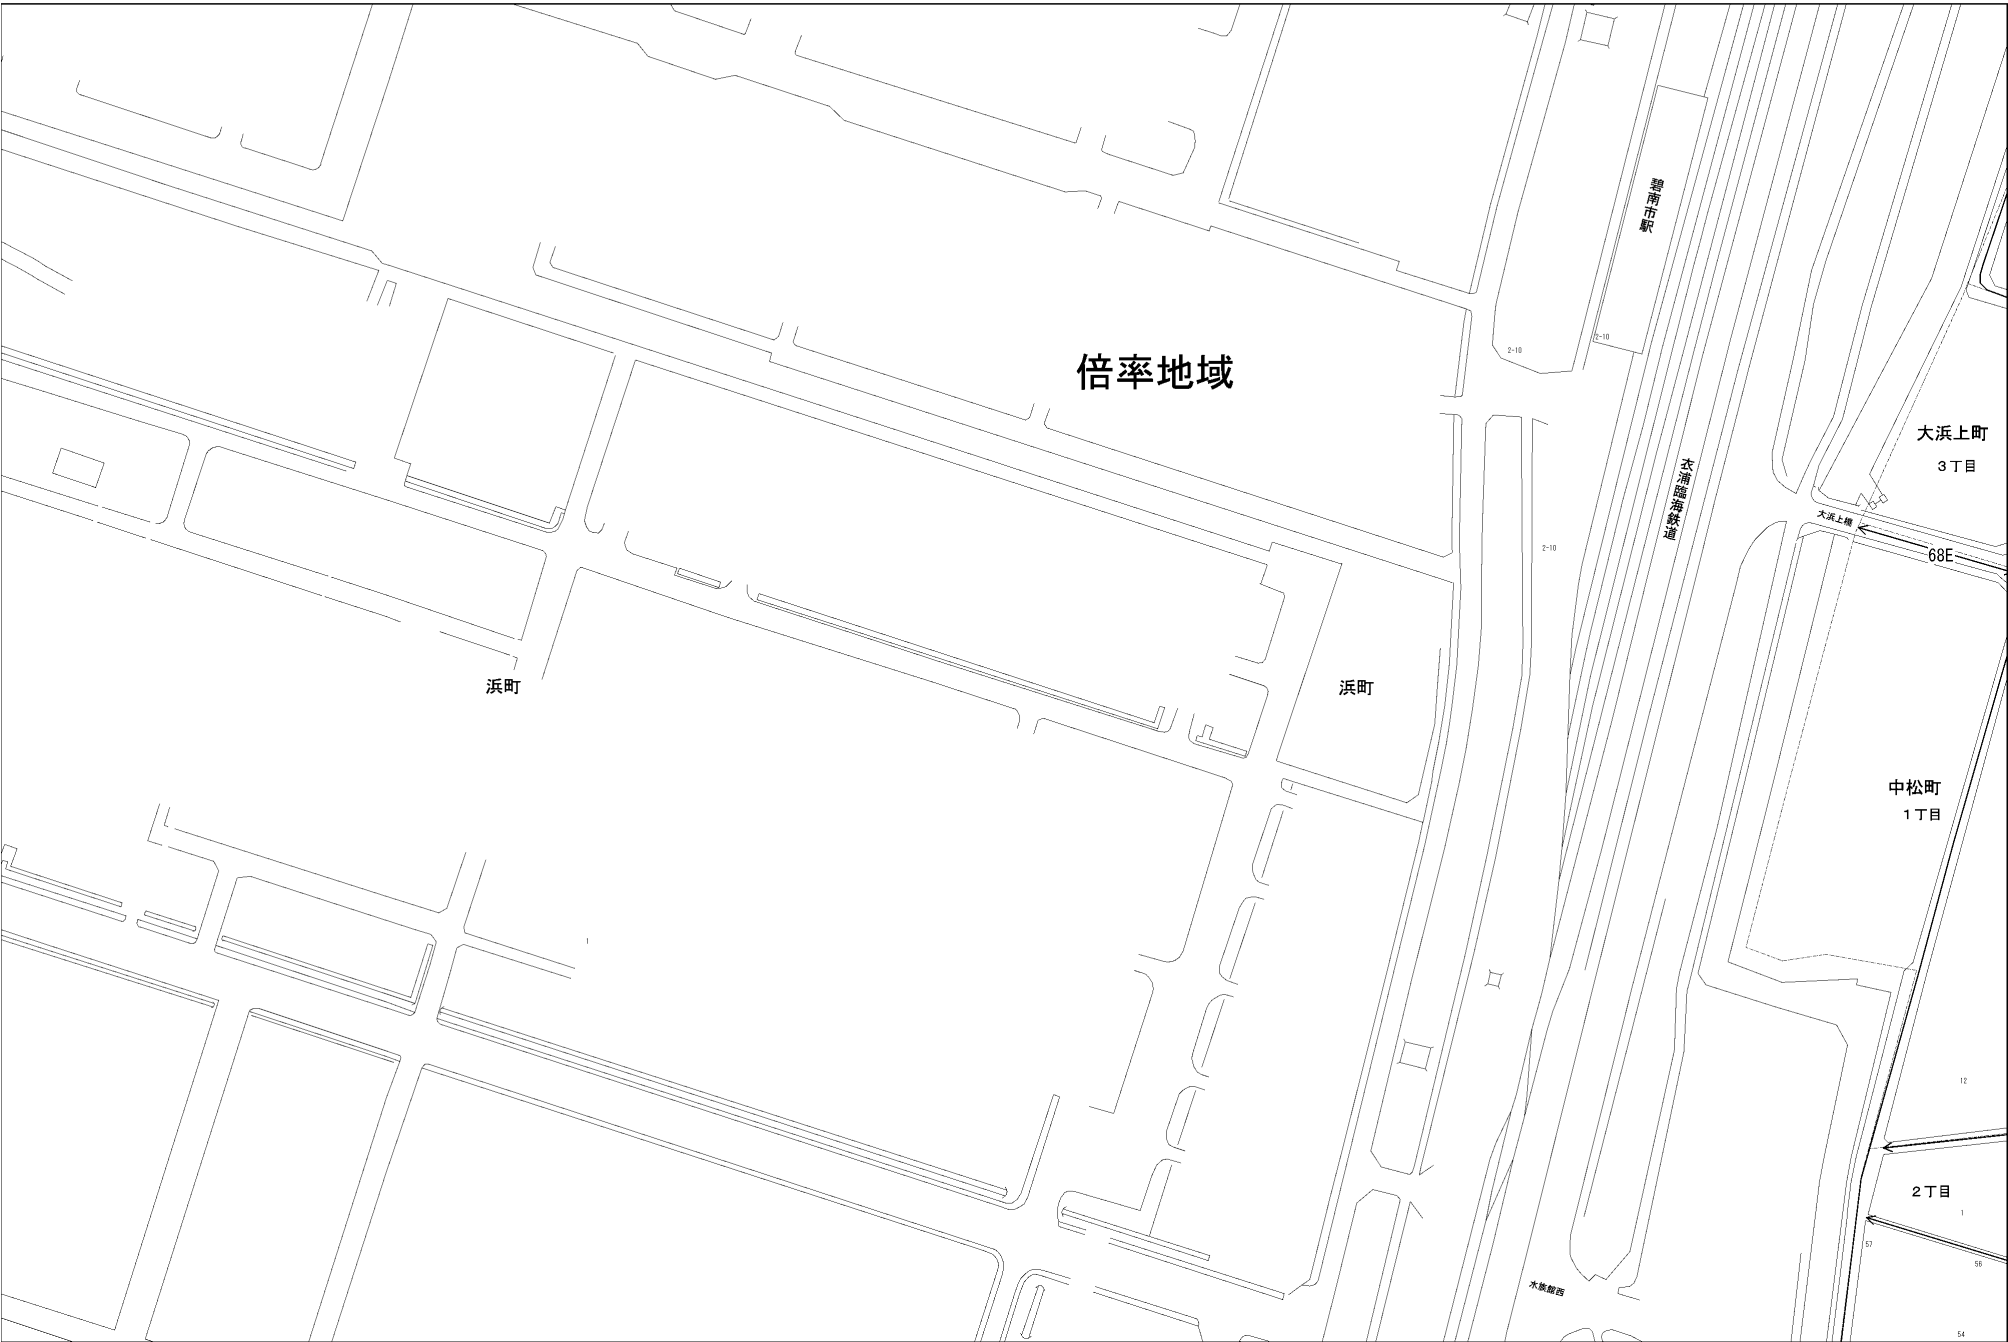 碧南市駅
2-10
2-10
倍率地域
大浜上町
3丁目
衣浦臨海鉄道
大浜上橋
68E
2-10
浜町
浜町
中松町
1丁目
12
2丁目
1
57
56
水族館西
54